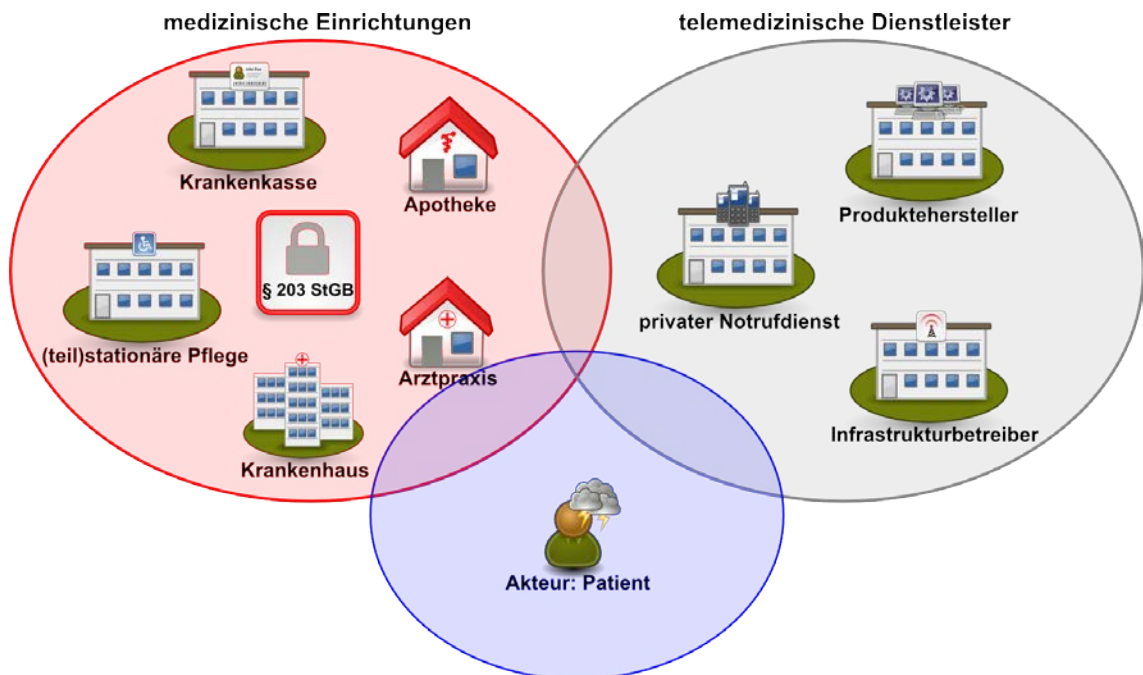 medizinische Einrichtungen
telemedizinische Dienstleister
Krankenkasse
Apotheke
Produktehersteller
§ 203 StGB
privater Notrufdienst
(teil)stationäre Pflege
Arztpraxis
Infrastrukturbetreiber
Krankenhaus
Akteur: Patient